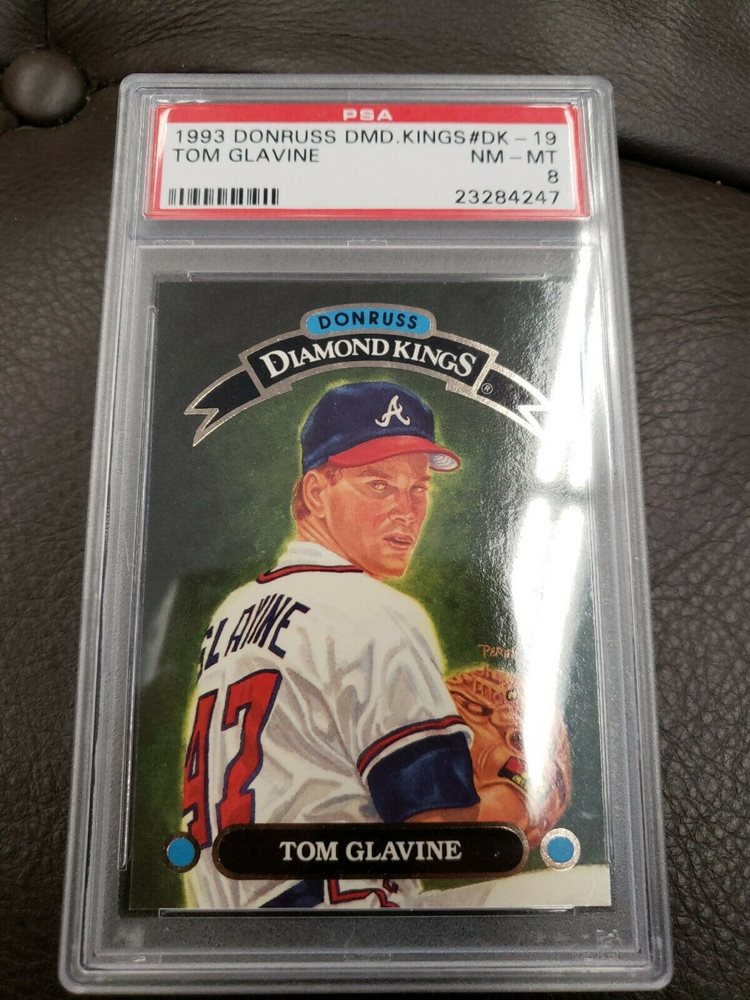 PSA
1993 DONRUSS DMD.KINGS#DK-19
TOM GLAVINE NM-MT
8
23284247
DONRUSS
DIAMOND KINGS®
A
GLAVINE
47
TOM GLAVINE